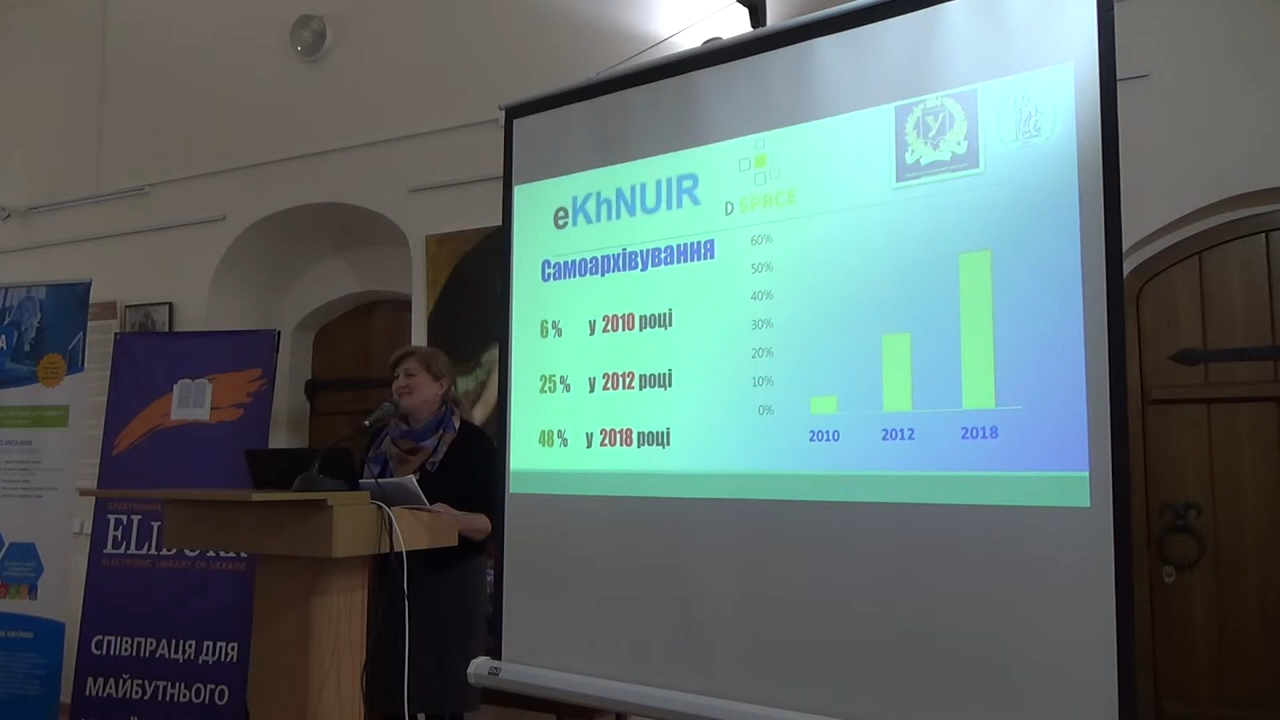 eKhNUIR
D SPACE
Самоархівування
6 % у 2010 році
25 % у 2012 році
48 % у 2018 році
60%
50%
40%
30%
20%
10%
0%
2010 2012 2018
У
ELIBUKR
ELECTRONIC LIBRARY OF UKRAINE
СПІВПРАЦЯ ДЛЯ
МАЙБУТНЬОГО